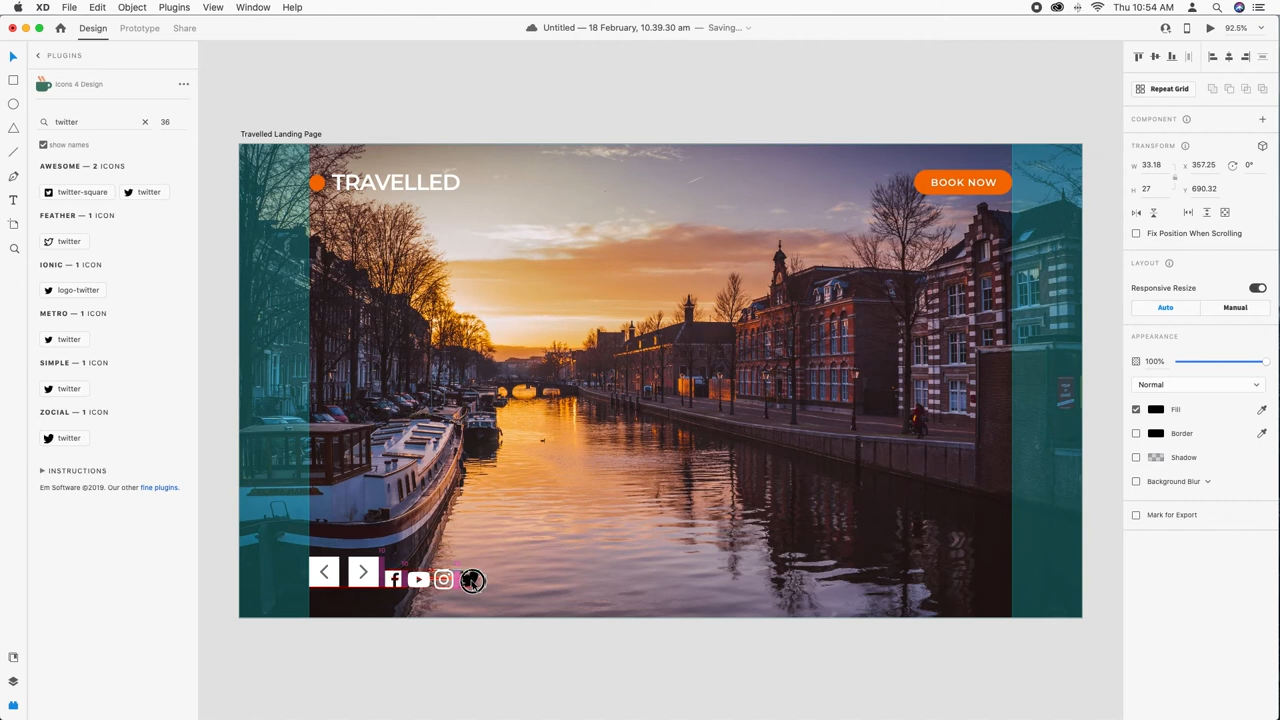 XD File Edit Object Plugins View Window Help
Thu 10:54 AM
Design Prototype Share
Untitled — 18 February, 10.39.30 am — Saving...
92.5%
PLUGINS
Icons 4 Design
twitter
36
show names
AWESOME — 2 ICONS
twitter-square
twitter
FEATHER — 1 ICON
twitter
IONIC — 1 ICON
logo-twitter
METRO — 1 ICON
twitter
SIMPLE — 1 ICON
twitter
ZOCIAL — 1 ICON
twitter
INSTRUCTIONS
Em Software ©2019. Our other fine plugins.
Travelled Landing Page
TRAVELLED
BOOK NOW
10
10
Repeat Grid
COMPONENT
TRANSFORM
W 33.18 X 357.25 0°
H 27 Y 690.32
Fix Position When Scrolling
LAYOUT
Responsive Resize
Auto Manual
APPEARANCE
100%
Normal
Fill
Border
Shadow
Background Blur
Mark for Export